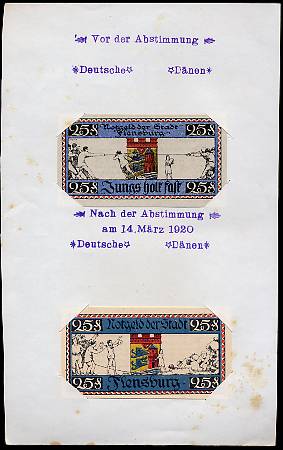 Vor der Abstimmung
*Deutsche* *Dänen*
25₰ Notgeld der Stadt 25₰
Flensburg
25₰ Jungs holt fast 25₰
Nach der Abstimmung
am 14.März 1920
*Deutsche* *Dänen*
25₰ Notgeld der Stadt 25₰
25₰ Flensburg 25₰